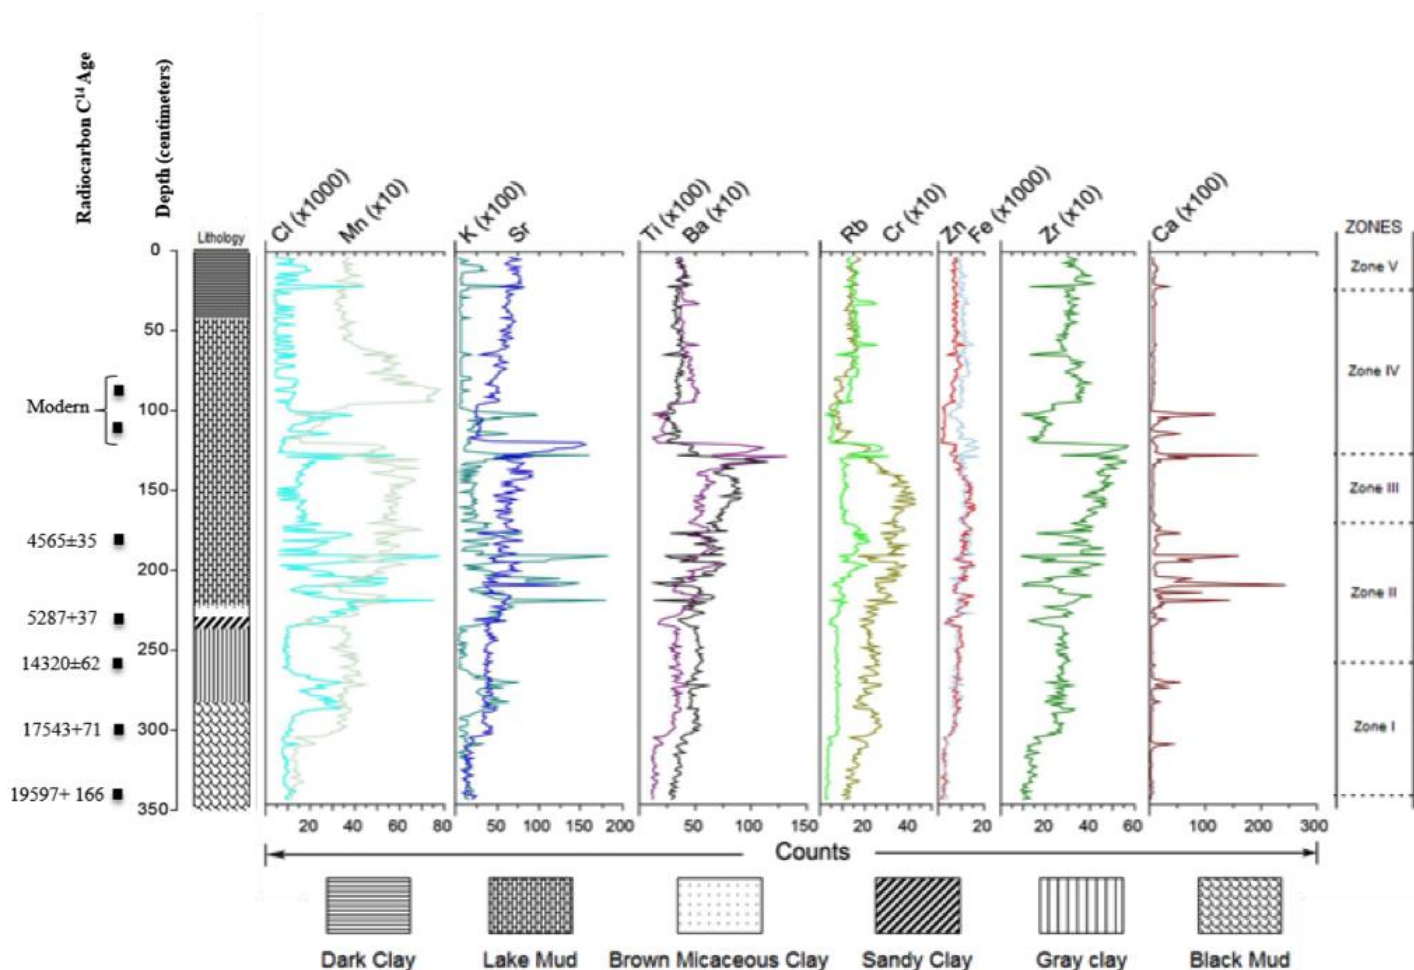 Radiocarbon C¹⁴ Age
Depth (centimeters)
Lithology
Cl (x1000)
Mn (x10)
K (x100)
Sr
Ti (x100)
Ba (x10)
Rb
Cr (x10)
Zn
Fe (x1000)
Zr (x10)
Ca (x100)
ZONES
0
50
100
150
200
250
300
350
Modern
4565±35
5287+37
14320±62
17543+71
19597+ 166
Zone V
Zone IV
Zone III
Zone II
Zone I
20 40 60 80
50 100 150 200
50 100 150
20 40
20
20 40 60
0 100 200 300
Counts
Dark Clay
Lake Mud
Brown Micaceous Clay
Sandy Clay
Gray clay
Black Mud